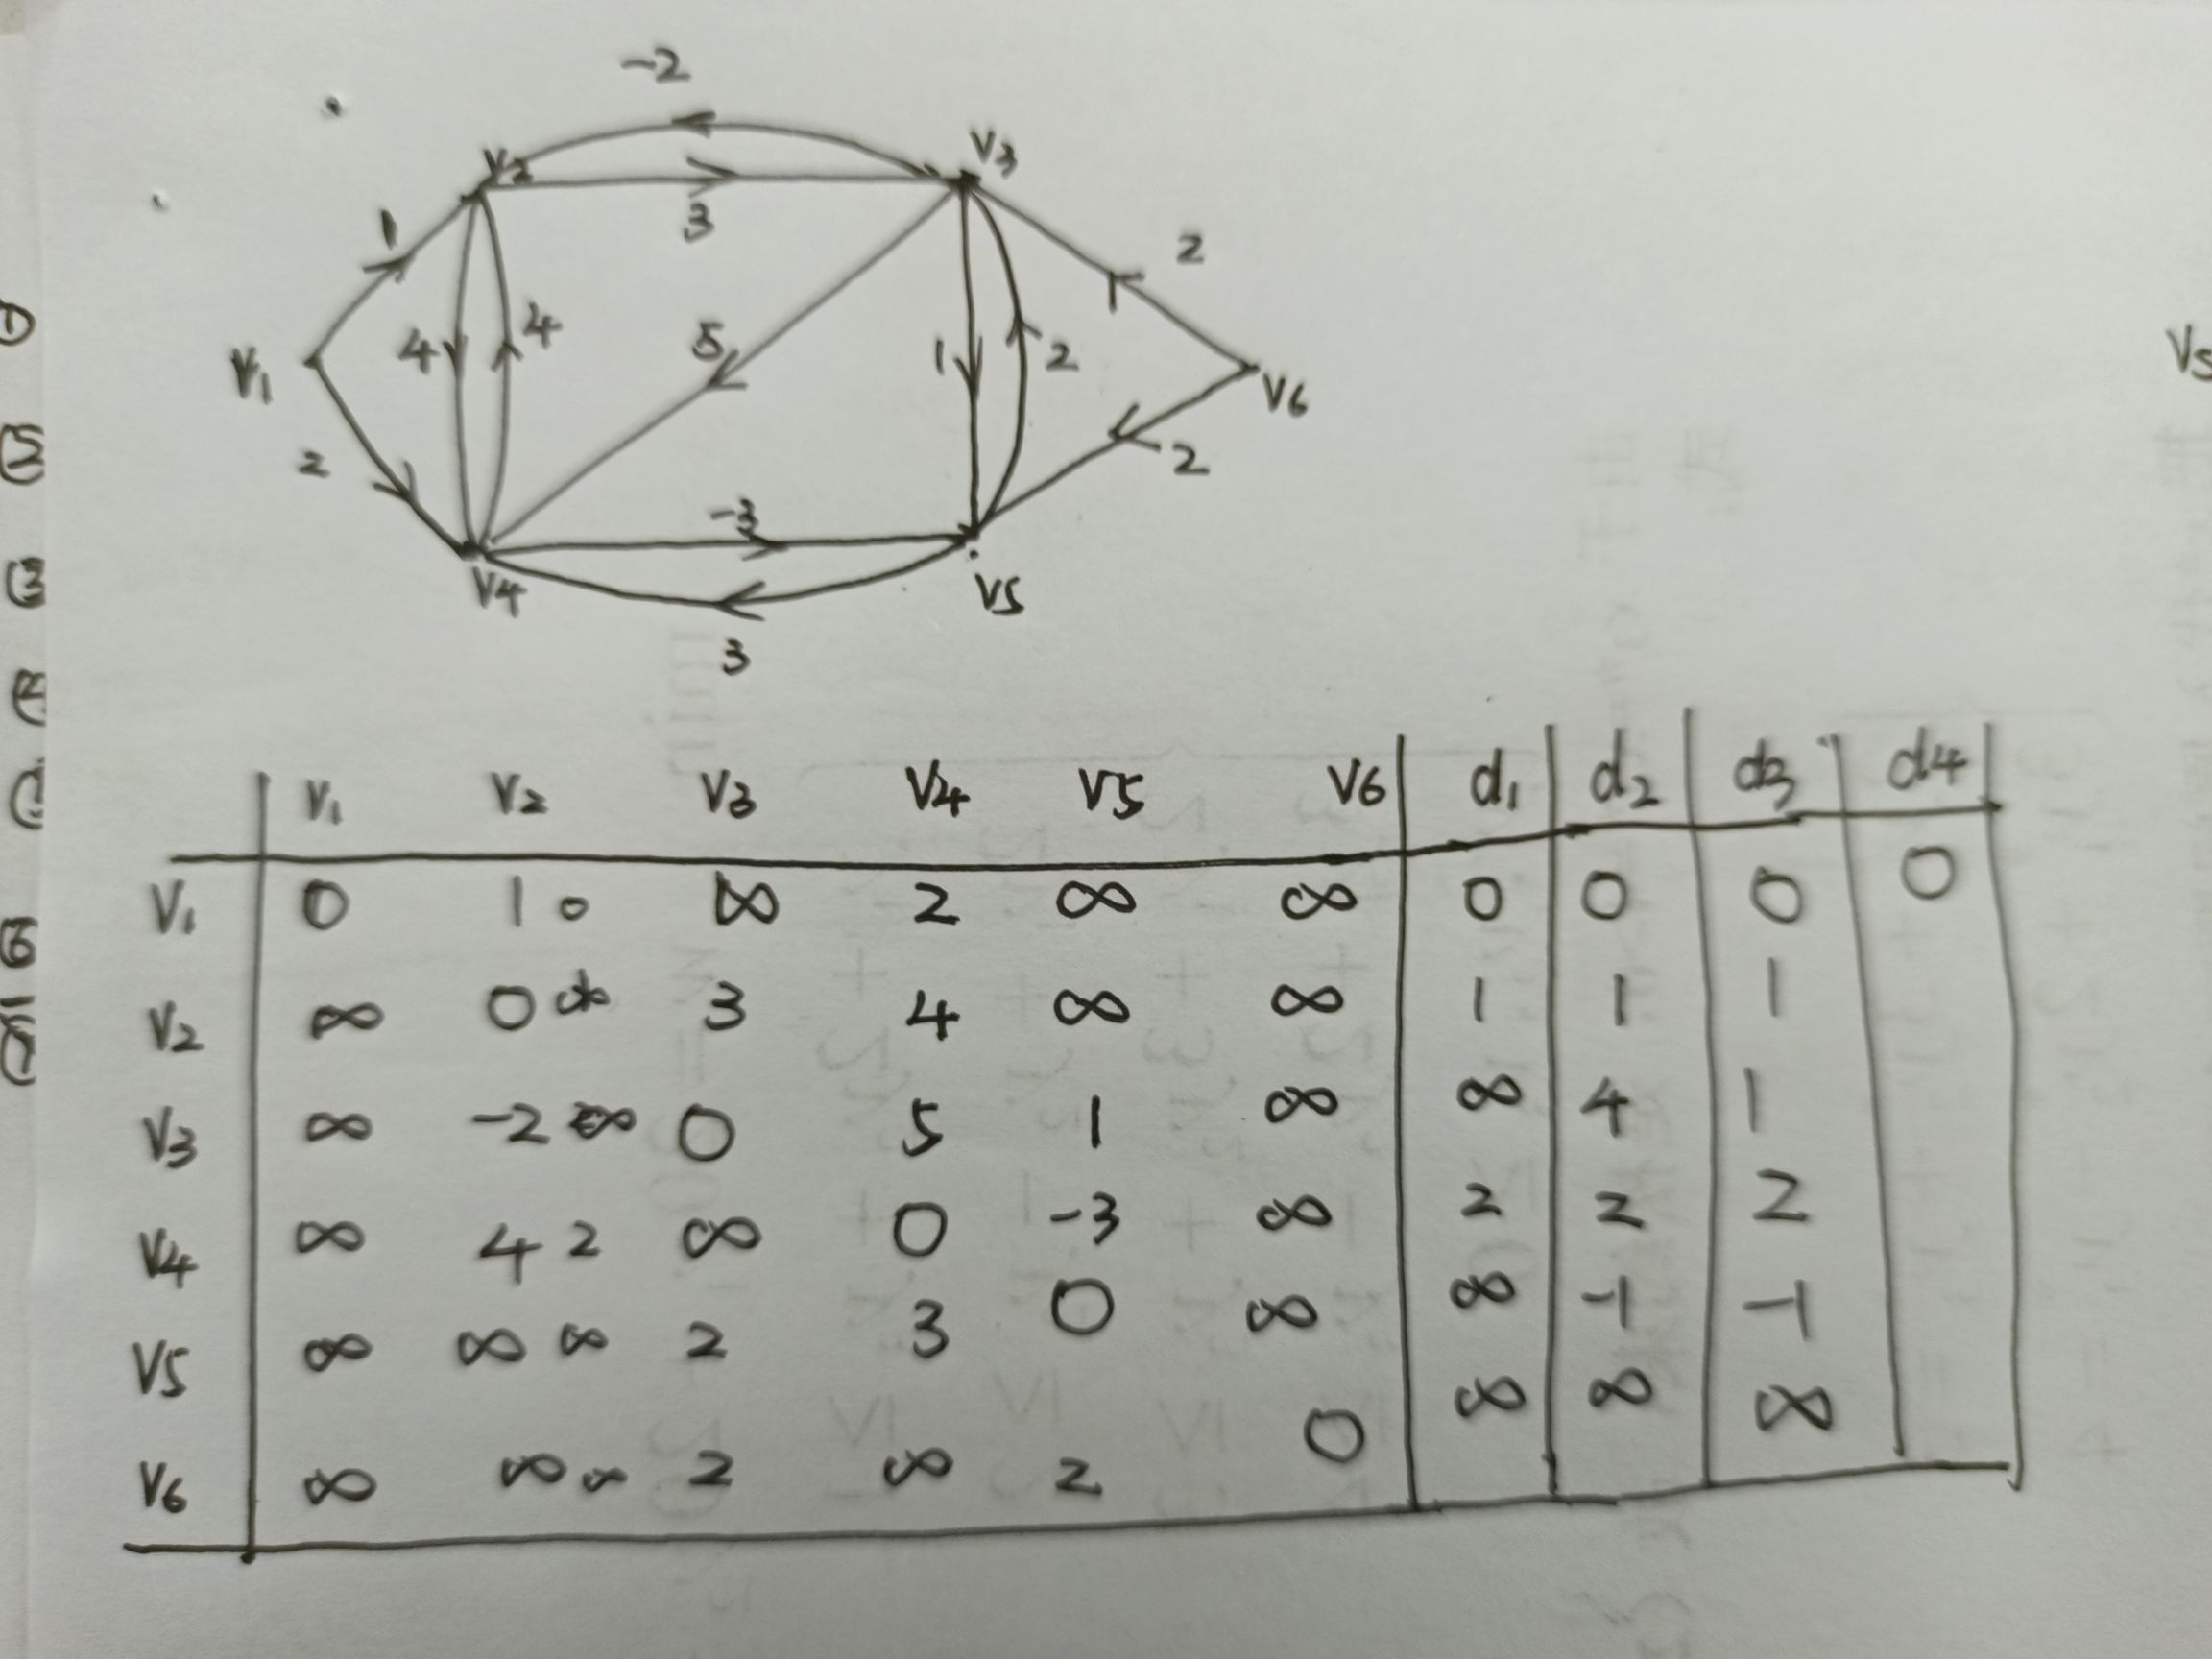 -2
V2 V3
1 3 2
4 4 5 1 2
V1 V6 V5
2 2
-3
V4 V5
3
V1 V2 V3 V4 V5 V6 d1 d2 d3 d4
V1 0 1 0 ∞ 2 ∞ ∞ 0 0 0 0
V2 ∞ 0 3 4 ∞ ∞ 1 1 1
V3 ∞ -2 ∞ 0 5 1 ∞ ∞ 4 1
V4 ∞ 4 2 ∞ 0 -3 ∞ 2 2 2
V5 ∞ ∞ ∞ 2 3 0 ∞ ∞ -1 -1
V6 ∞ ∞ ∞ 2 ∞ 2 0 ∞ ∞ ∞